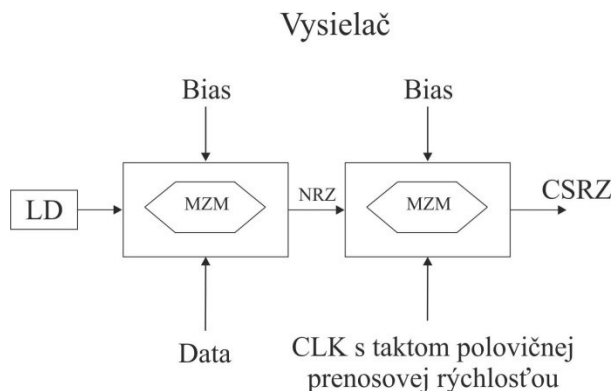 Vysielač
Bias
Bias
LD
MZM
NRZ
MZM
CSRZ
Data
CLK s taktom polovičnej
prenosovej rýchlosťou